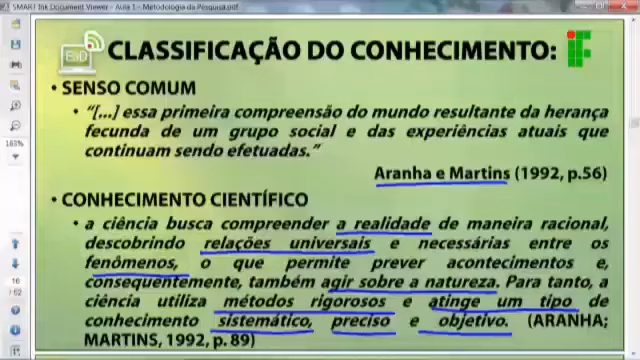 SMART Ink Document Viewer - Aula 1 - Metodologia da Pesquisa.pdf
EaD
CLASSIFICAÇÃO DO CONHECIMENTO:
• SENSO COMUM
• “[...] essa primeira compreensão do mundo resultante da herança
fecunda de um grupo social e das experiências atuais que
continuam sendo efetuadas.”
Aranha e Martins (1992, p.56)
• CONHECIMENTO CIENTÍFICO
• a ciência busca compreender a realidade de maneira racional,
descobrindo relações universais e necessárias entre os
fenômenos, o que permite prever acontecimentos e,
consequentemente, também agir sobre a natureza. Para tanto, a
ciência utiliza métodos rigorosos e atinge um tipo de
conhecimento sistemático, preciso e objetivo. (ARANHA;
MARTINS, 1992, p. 89)
163%
16
/ 62